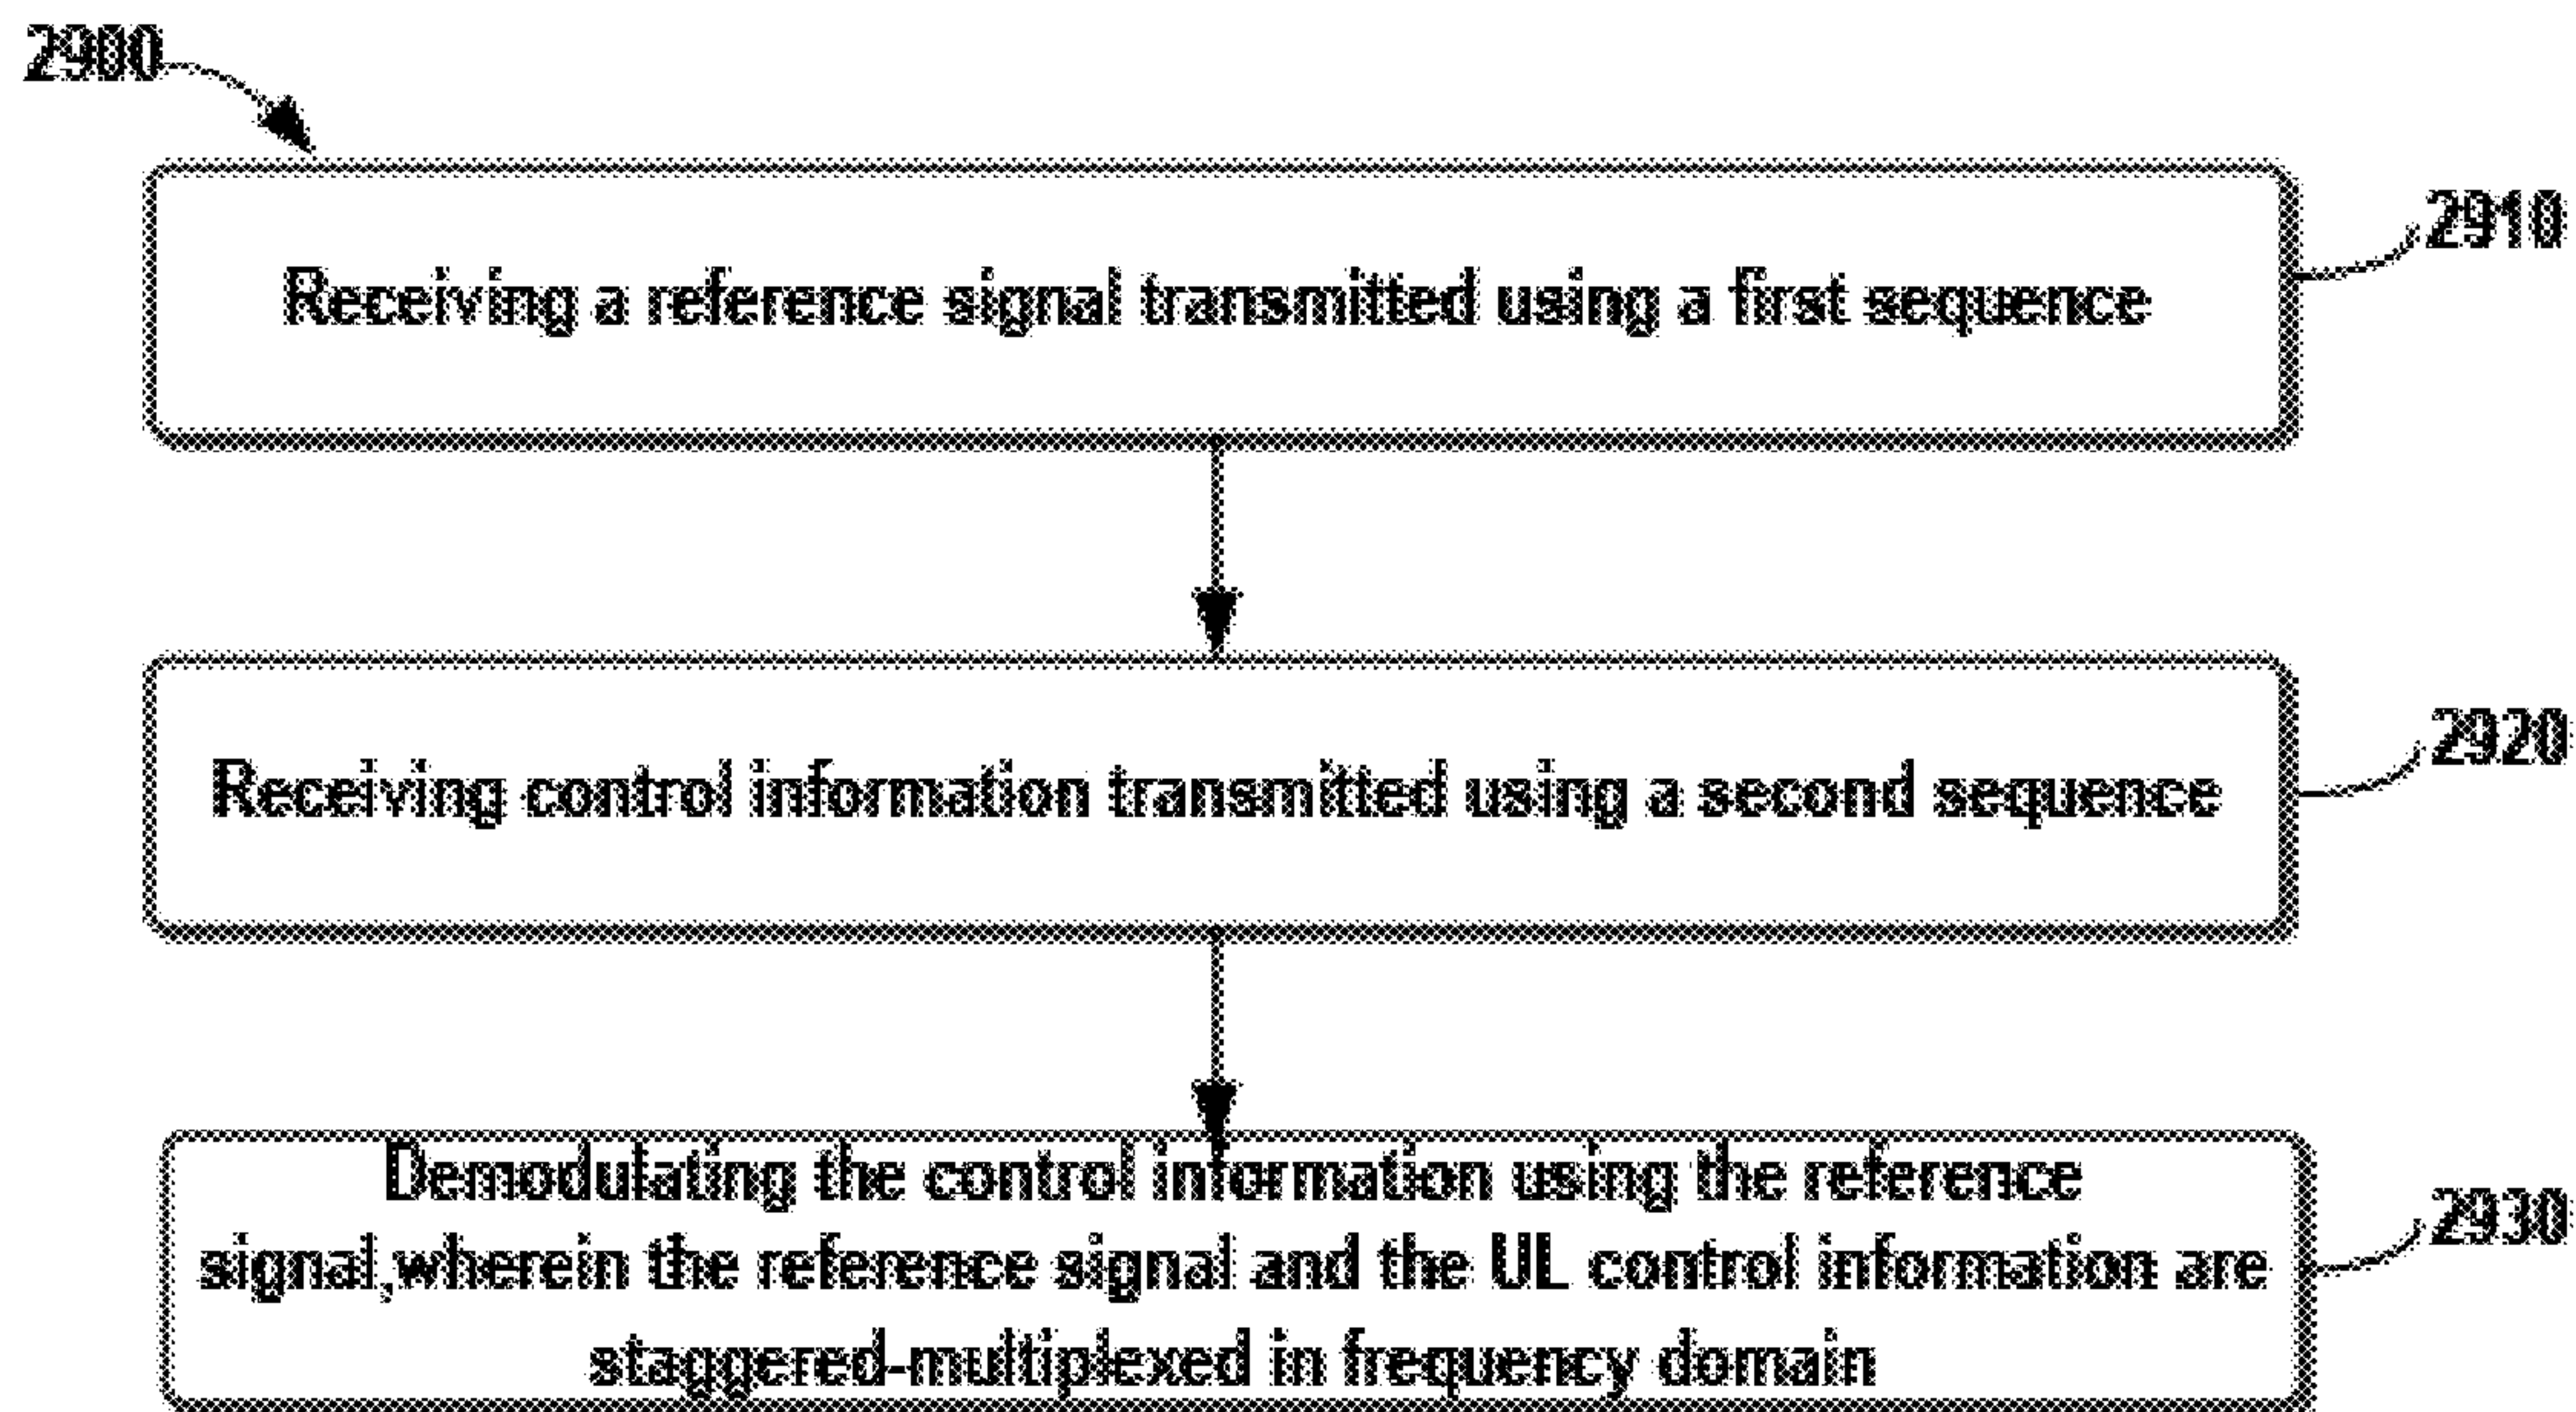 2900
2910
Receiving a reference signal transmitted using a first sequence
2920
Receiving control information transmitted using a second sequence
Demodulating the control information using the reference
signal,wherein the reference signal and the UL control information are
staggered-multiplexed in frequency domain
2930